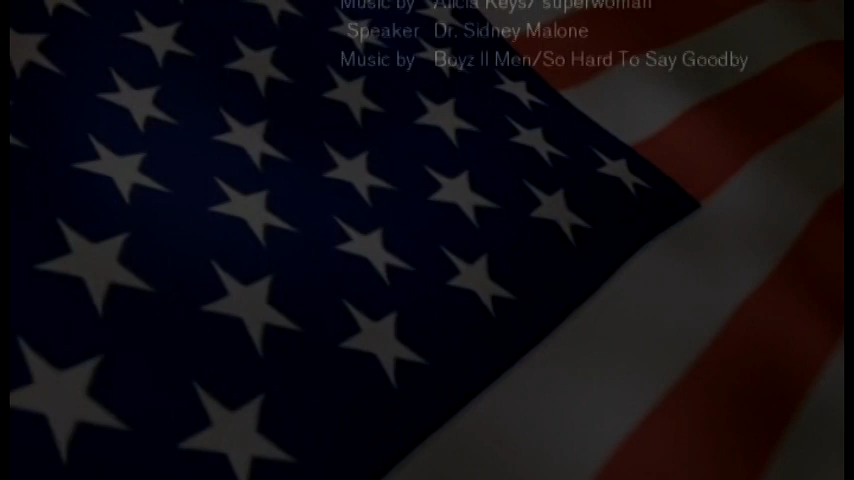 Music by Alicia Keys/ superwoman
Speaker Dr. Sidney Malone
Music by Boyz II Men/So Hard To Say Goodby